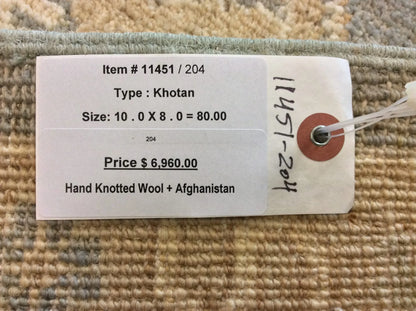 Item # 11451 / 204
Type : Khotan
Size: 10 . 0 X 8 . 0 = 80.00
204
Price $ 6,960.00
Hand Knotted Wool + Afghanistan
11451-204